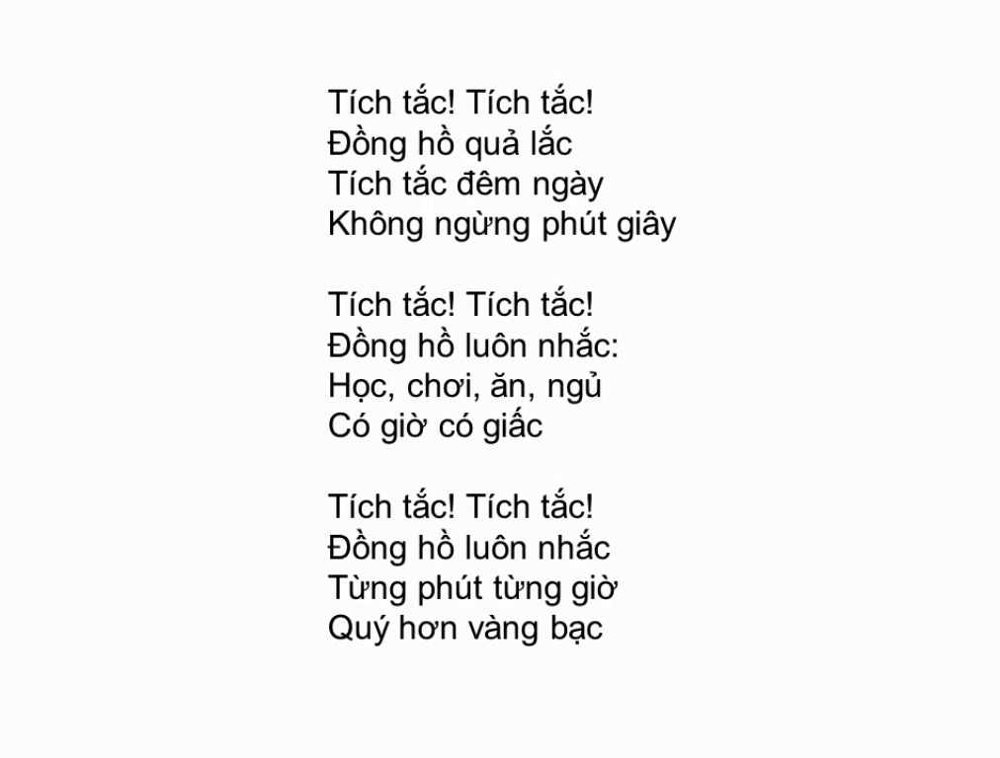 Tích tắc! Tích tắc!
Đồng hồ quả lắc
Tích tắc đêm ngày
Không ngừng phút giây
Tích tắc! Tích tắc!
Đồng hồ luôn nhắc:
Học, chơi, ăn, ngủ
Có giờ có giấc
Tích tắc! Tích tắc!
Đồng hồ luôn nhắc
Từng phút từng giờ
Quý hơn vàng bạc